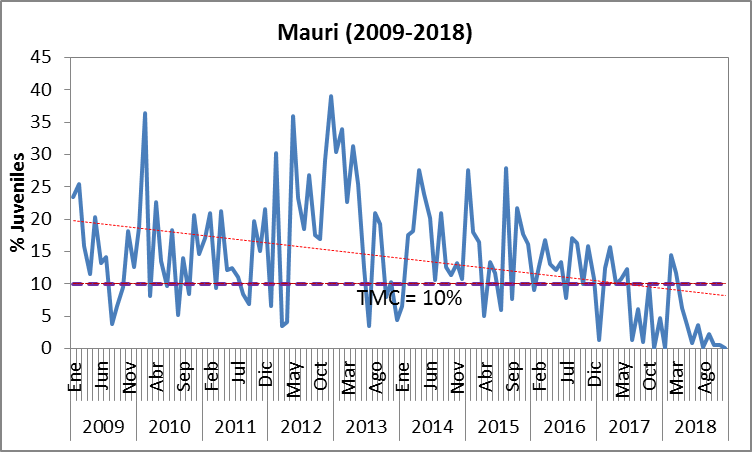 Mauri (2009-2018)
45
40
35
30
25
20
15
10
5
0
% Juveniles
TMC = 10%
Ene Jun Nov Abr Sep Feb Jul Dic May Oct Mar Ago Ene Jun Nov Abr Sep Feb Jul Dic May Oct Mar Ago
2009 2010 2011 2012 2013 2014 2015 2016 2017 2018